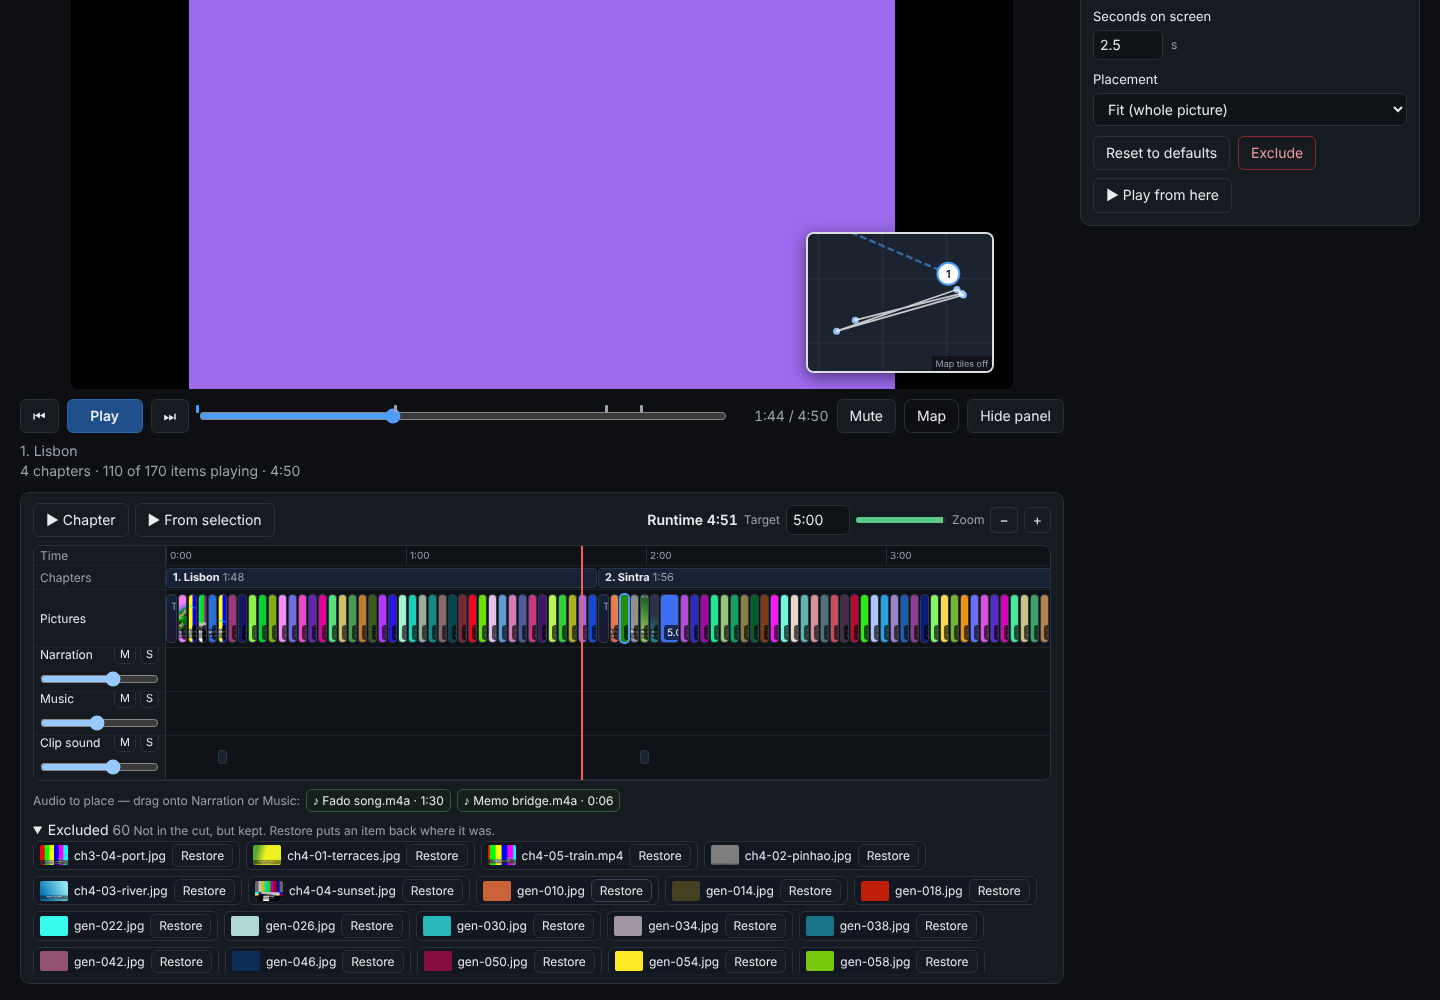 Seconds on screen
2.5 s
Placement
Fit (whole picture)
Reset to defaults Exclude
▶ Play from here
1
Map tiles off
⏮ Play ⏭ 1:44 / 4:50 Mute Map Hide panel
1. Lisbon
4 chapters · 110 of 170 items playing · 4:50
▶ Chapter ▶ From selection Runtime 4:51 Target 5:00 Zoom − +
Time 0:00 1:00 2:00 3:00
Chapters 1. Lisbon 1:48 2. Sintra 1:56
Pictures
Narration M S
Music M S
Clip sound M S
Audio to place — drag onto Narration or Music: ♪ Fado song.m4a · 1:30 ♪ Memo bridge.m4a · 0:06
▼ Excluded 60 Not in the cut, but kept. Restore puts an item back where it was.
ch3-04-port.jpg Restore ch4-01-terraces.jpg Restore ch4-05-train.mp4 Restore ch4-02-pinhao.jpg Restore
ch4-03-river.jpg Restore ch4-04-sunset.jpg Restore gen-010.jpg Restore gen-014.jpg Restore gen-018.jpg Restore
gen-022.jpg Restore gen-026.jpg Restore gen-030.jpg Restore gen-034.jpg Restore gen-038.jpg Restore
gen-042.jpg Restore gen-046.jpg Restore gen-050.jpg Restore gen-054.jpg Restore gen-058.jpg Restore